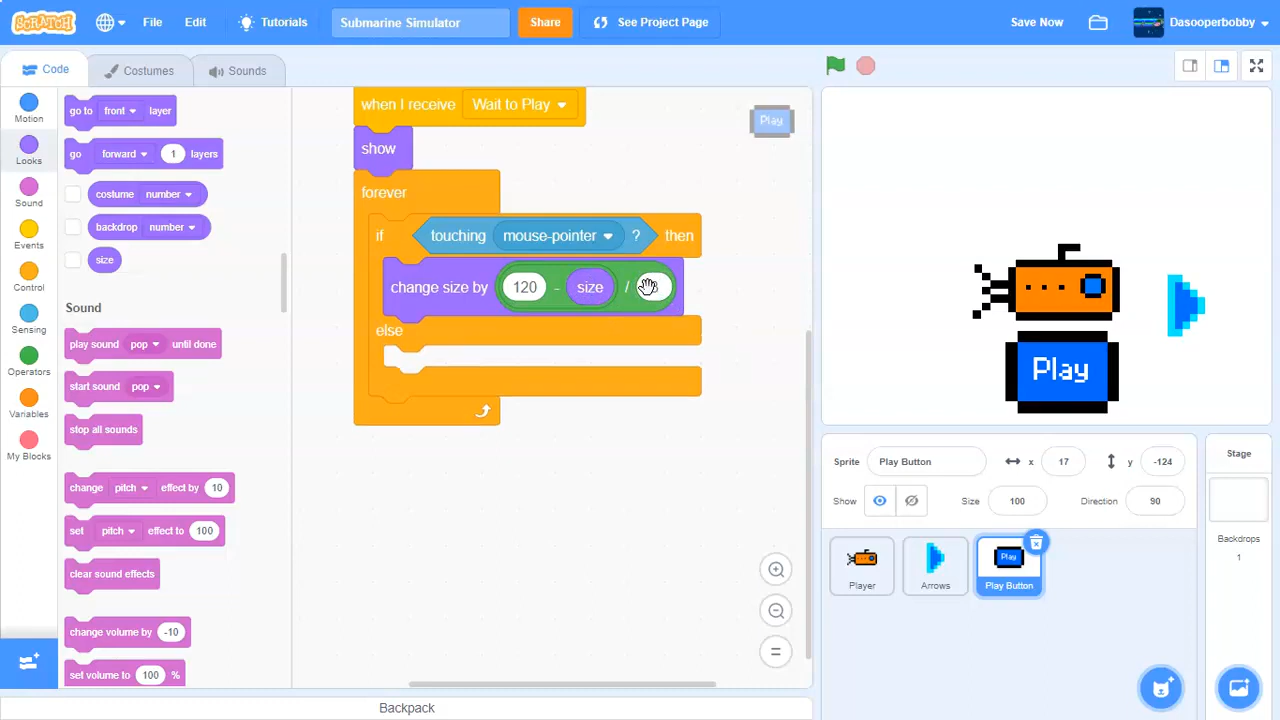 SCRATCH File Edit Tutorials Submarine Simulator Share See Project Page Save Now Dasooperbobby
Code Costumes Sounds
Motion
Looks
Sound
Events
Control
Sensing
Operators
Variables
My Blocks
go to front layer
go forward 1 layers
costume number
backdrop number
size
Sound
play sound pop until done
start sound pop
stop all sounds
change pitch effect by 10
set pitch effect to 100
clear sound effects
change volume by -10
set volume to 100 %
when I receive Wait to Play
show
forever
if touching mouse-pointer ? then
change size by 120 - size /
else
Play
Play
Sprite Play Button x 17 y -124
Show Size 100 Direction 90
Player
Arrows
Play
Play Button
Stage
Backdrops
1
Backpack